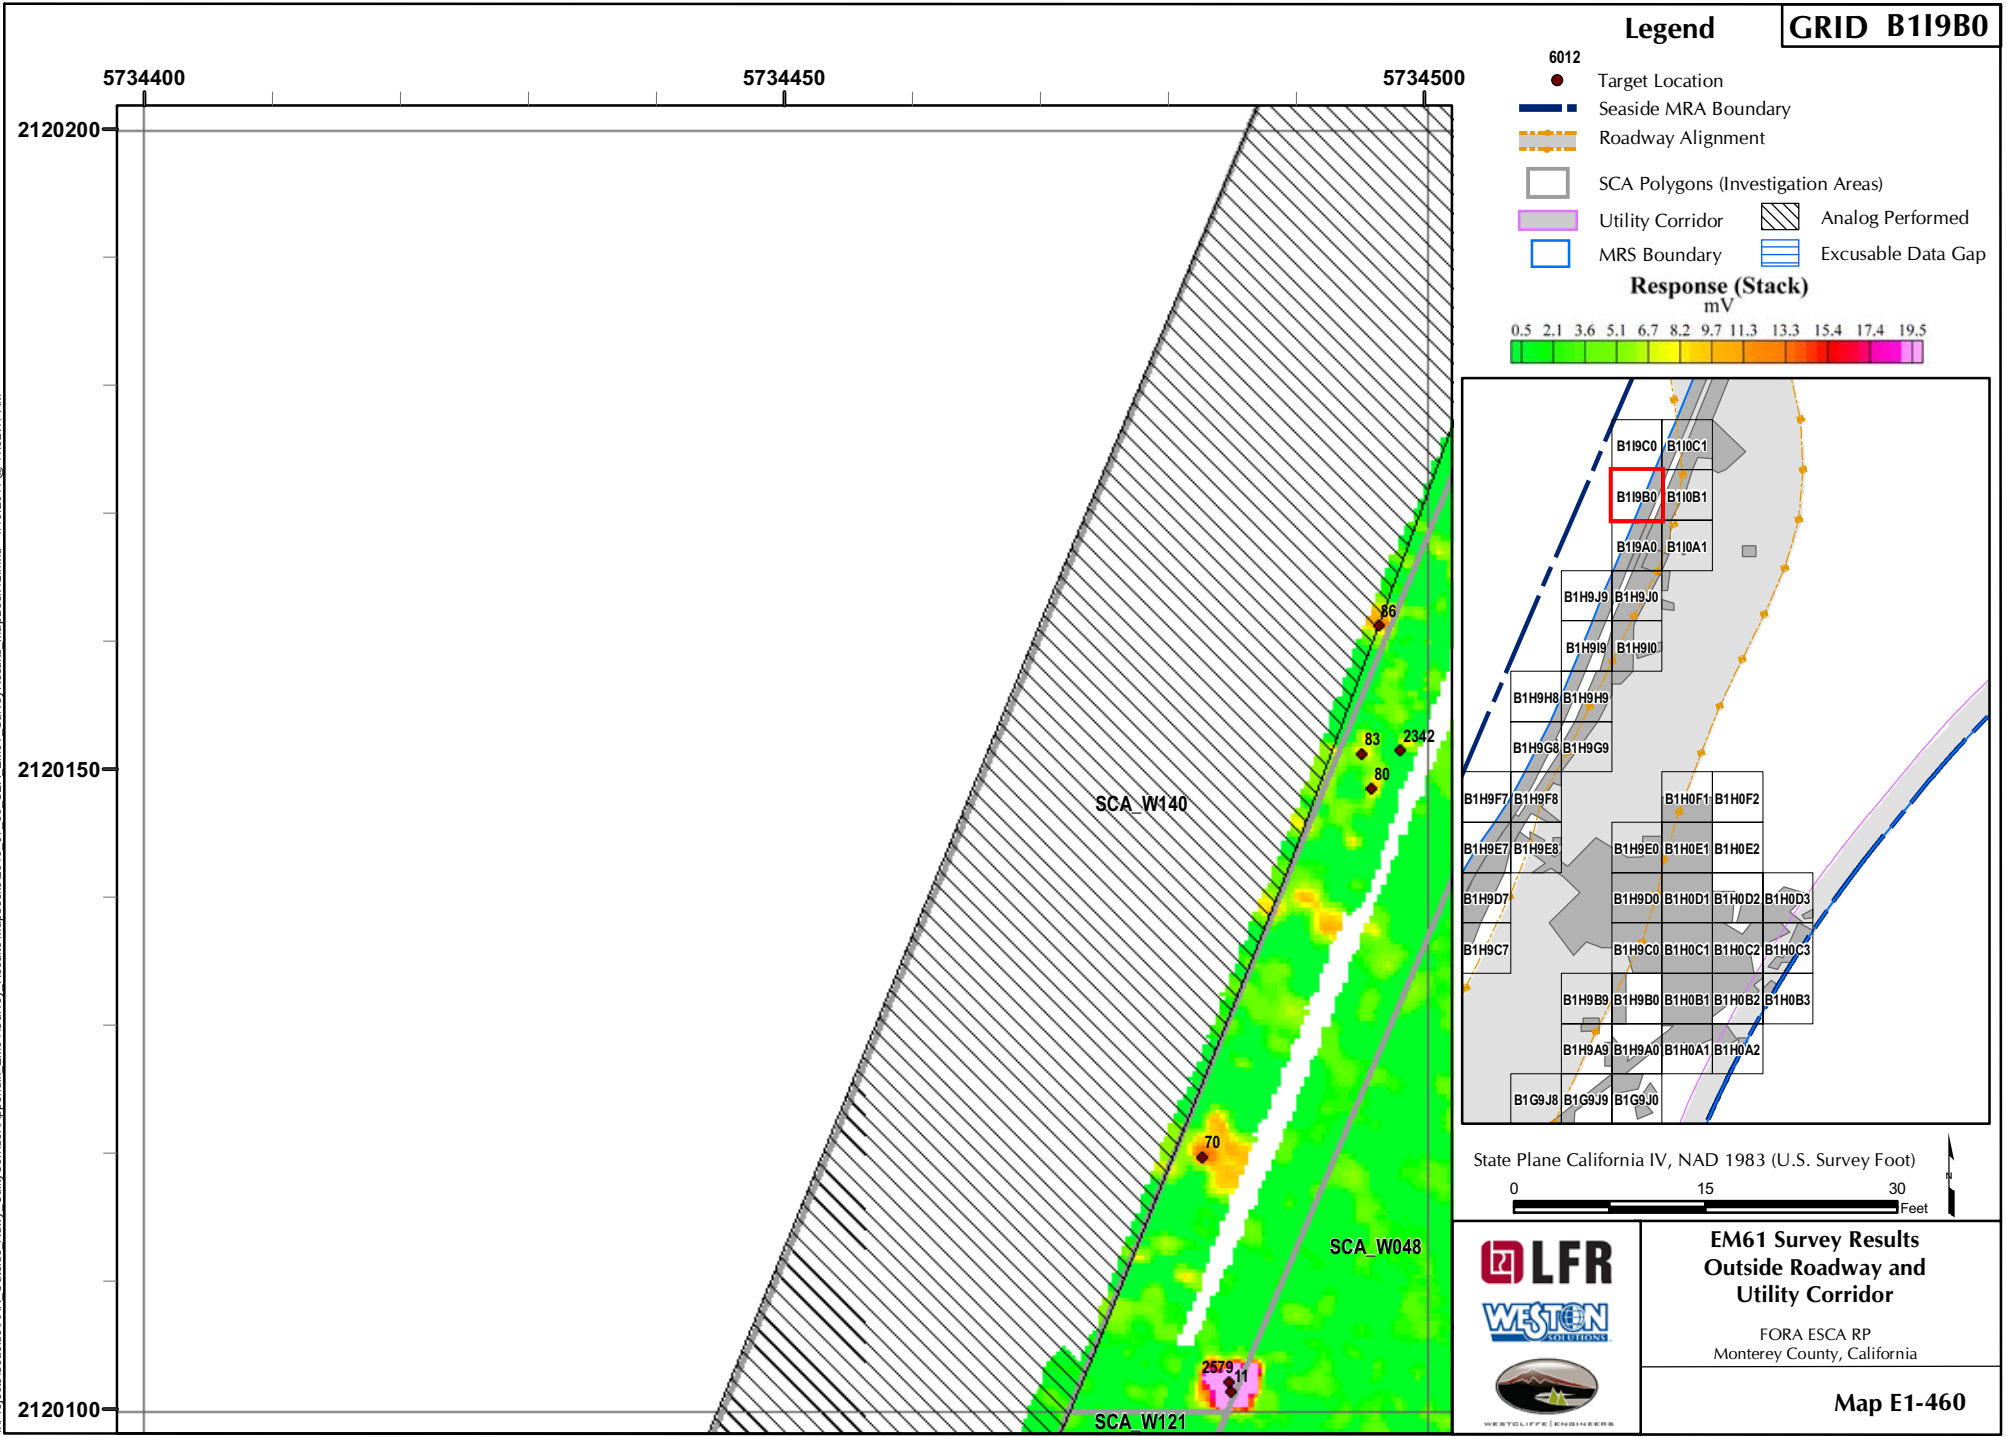 Legend
GRID B1I9B0
6012
Target Location
Seaside MRA Boundary
Roadway Alignment
SCA Polygons (Investigation Areas)
Utility Corridor
Analog Performed
MRS Boundary
Excusable Data Gap
Response (Stack)
mV
0.5 2.1 3.6 5.1 6.7 8.2 9.7 11.3 13.3 15.4 17.4 19.5
5734400 5734450 5734500
2120200
2120150
2120100
86
83
2342
80
SCA_W140
70
SCA_W048
2579
11
SCA_W121
B1I9C0 B1I0C1
B1I9B0 B1I0B1
B1I9A0 B1I0A1
B1H9J9 B1H9J0
B1H9I9 B1H9I0
B1H9H8 B1H9H9
B1H9G8 B1H9G9
B1H9F7 B1H9F8 B1H0F1 B1H0F2
B1H9E7 B1H9E8 B1H9E0 B1H0E1 B1H0E2
B1H9D7 B1H9D0 B1H0D1 B1H0D2 B1H0D3
B1H9C7 B1H9C0 B1H0C1 B1H0C2 B1H0C3
B1H9B9 B1H9B0 B1H0B1 B1H0B2 B1H0B3
B1H9A9 B1H9A0 B1H0A1 B1H0A2
B1G9J8 B1G9J9 B1G9J0
State Plane California IV, NAD 1983 (U.S. Survey Foot)
0 15 30
Feet
N
LFR
WESTON
SOLUTIONS
WESTCLIFFE ENGINEERS
EM61 Survey Results
Outside Roadway and
Utility Corridor
FORA ESCA RP
Monterey County, California
Map E1-460